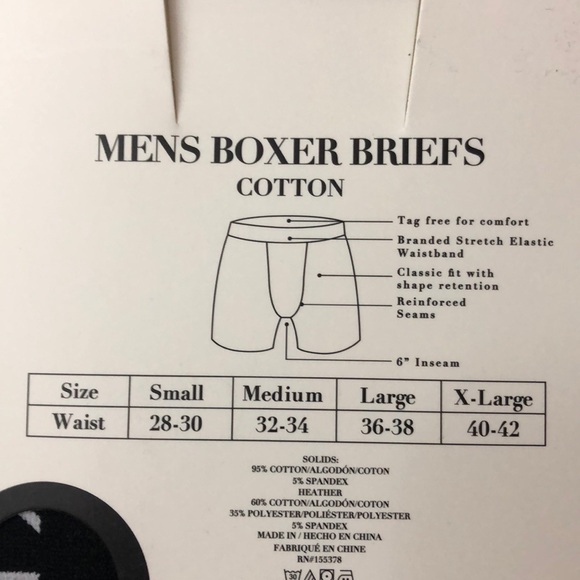 MENS BOXER BRIEFS
COTTON
Tag free for comfort
Branded Stretch Elastic
Waistband
Classic fit with
shape retention
Reinforced
Seams
6” Inseam
Size Small Medium Large X-Large
Waist 28-30 32-34 36-38 40-42
SOLIDS:
95% COTTON/ALGODÓN/COTON
5% SPANDEX
HEATHER
60% COTTON/ALGODÓN/COTON
35% POLYESTER/POLIÉSTER/POLYESTER
5% SPANDEX
MADE IN / HECHO EN CHINA
FABRIQUÉ EN CHINE
RN#155378
30